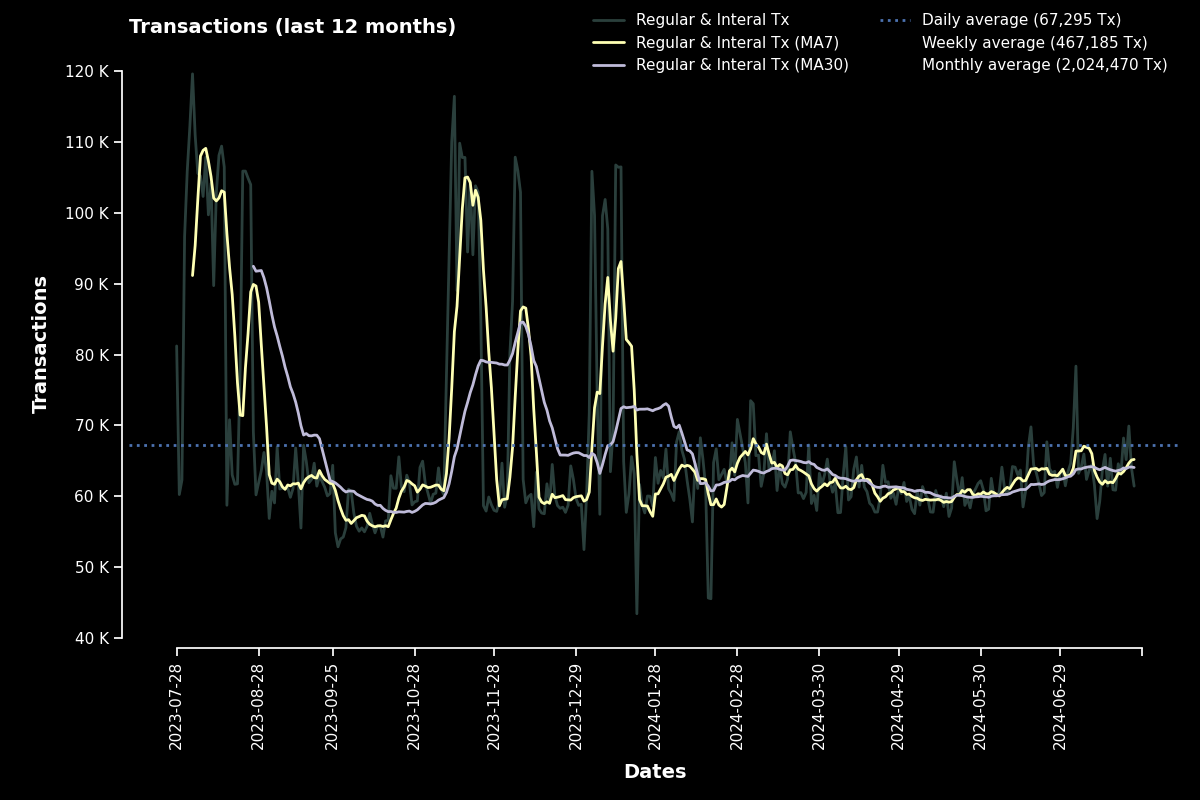 Transactions (last 12 months)
Regular & Interal Tx
Regular & Interal Tx (MA7)
Regular & Interal Tx (MA30)
Daily average (67,295 Tx)
Weekly average (467,185 Tx)
Monthly average (2,024,470 Tx)
120 K
110 K
100 K
90 K
80 K
70 K
60 K
50 K
40 K
Transactions
2023-07-28
2023-08-28
2023-09-25
2023-10-28
2023-11-28
2023-12-29
2024-01-28
2024-02-28
2024-03-30
2024-04-29
2024-05-30
2024-06-29
Dates